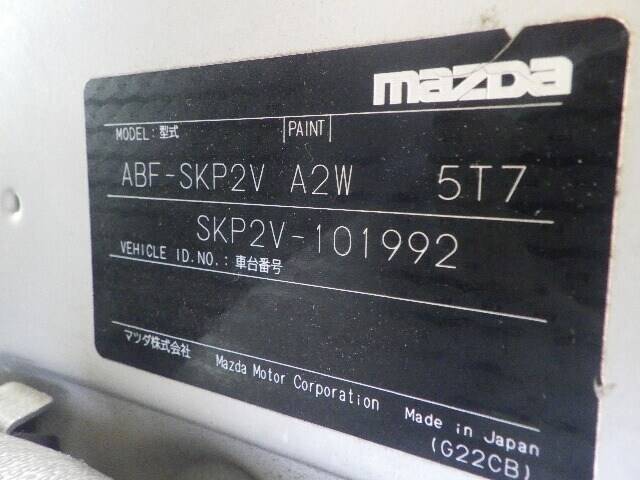 mazda
MODEL: 型式 PAINT
ABF-SKP2V A2W 5T7
SKP2V-101992
VEHICLE ID.NO.: 車台番号
マツダ株式会社 Mazda Motor Corporation Made in Japan
(G22CB)